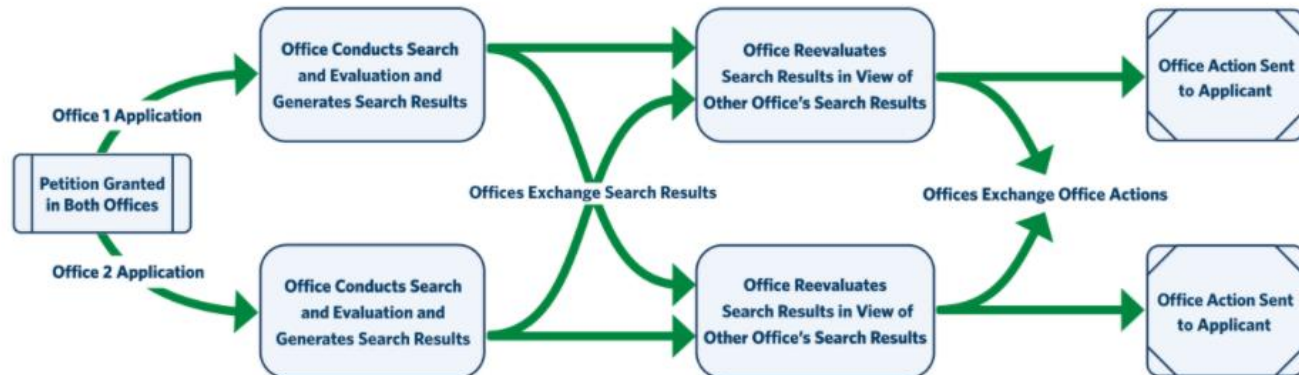 Office Conducts Search
and Evaluation and
Generates Search Results
Office Reevaluates
Search Results in View of
Other Office's Search Results
Office Action Sent
to Applicant
Office 1 Application
Petition Granted
in Both Offices
Offices Exchange Search Results
Offices Exchange Office Actions
Office 2 Application
Office Conducts Search
and Evaluation and
Generates Search Results
Office Reevaluates
Search Results in View of
Other Office's Search Results
Office Action Sent
to Applicant